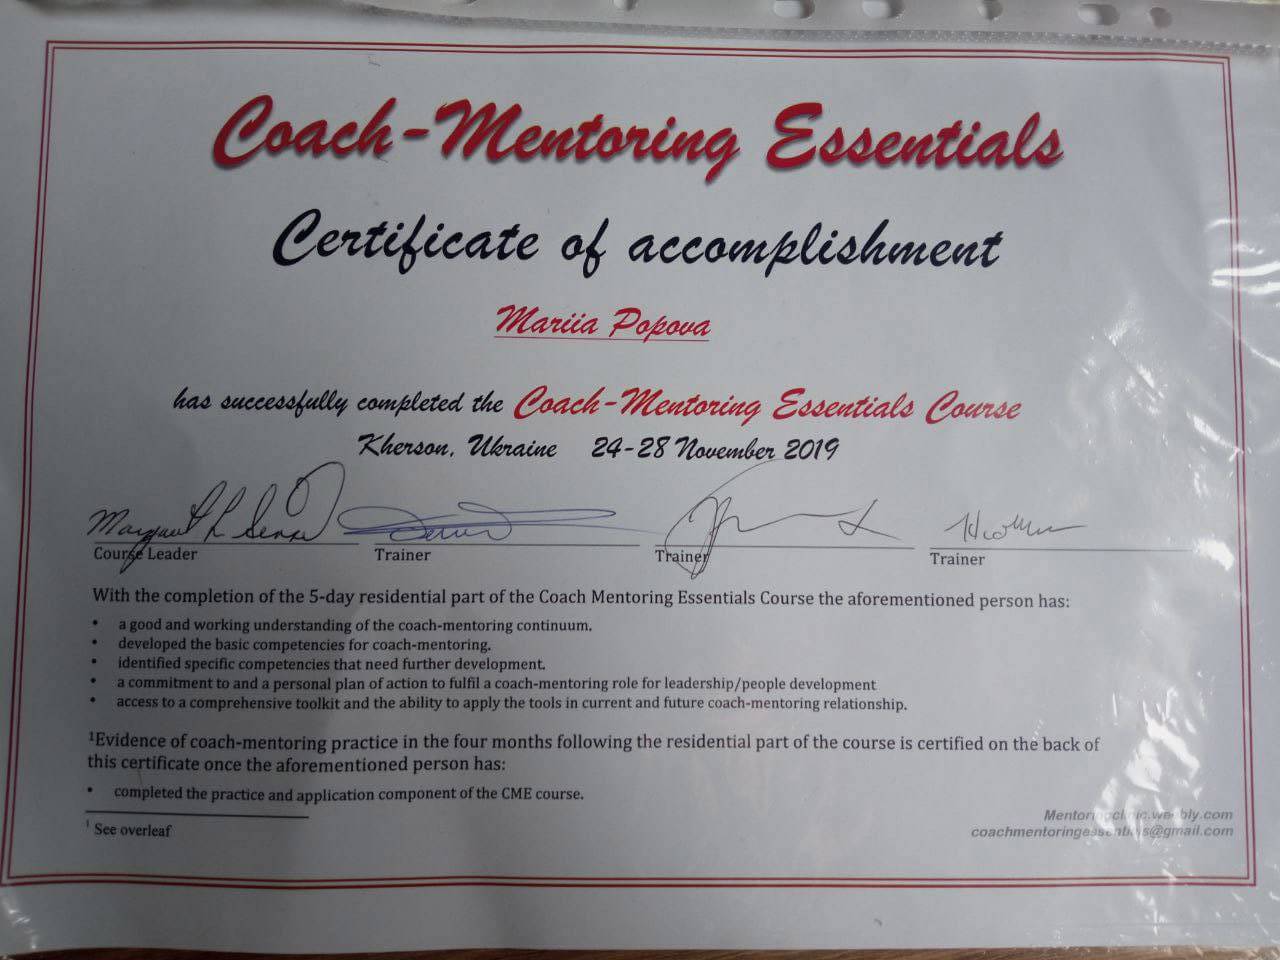 Coach-Mentoring Essentials
Certificate of accomplishment
Mariia Popova
has successfully completed the Coach-Mentoring Essentials Course
Kherson, Ukraine 24-28 November 2019
Margaret L
Course Leader Trainer Trainer Trainer
With the completion of the 5-day residential part of the Coach Mentoring Essentials Course the aforementioned person has:
• a good and working understanding of the coach-mentoring continuum.
• developed the basic competencies for coach-mentoring.
• identified specific competencies that need further development.
• a commitment to and a personal plan of action to fulfil a coach-mentoring role for leadership/people development
• access to a comprehensive toolkit and the ability to apply the tools in current and future coach-mentoring relationship.
¹Evidence of coach-mentoring practice in the four months following the residential part of the course is certified on the back of
this certificate once the aforementioned person has:
• completed the practice and application component of the CME course.
¹ See overleaf
Mentoringclinic.weebly.com
coachmentoringessentials@gmail.com